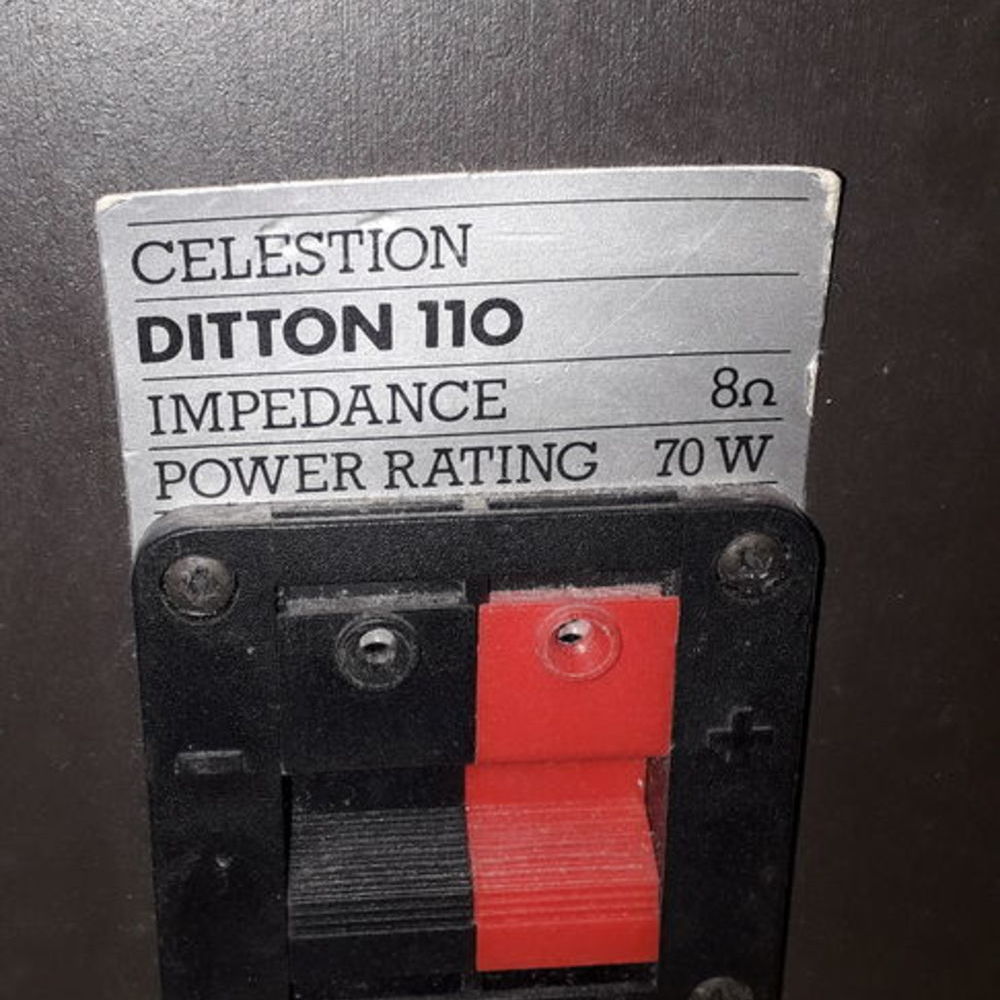 CELESTION
DITTON 110
IMPEDANCE 8Ω
POWER RATING 70 W
- +